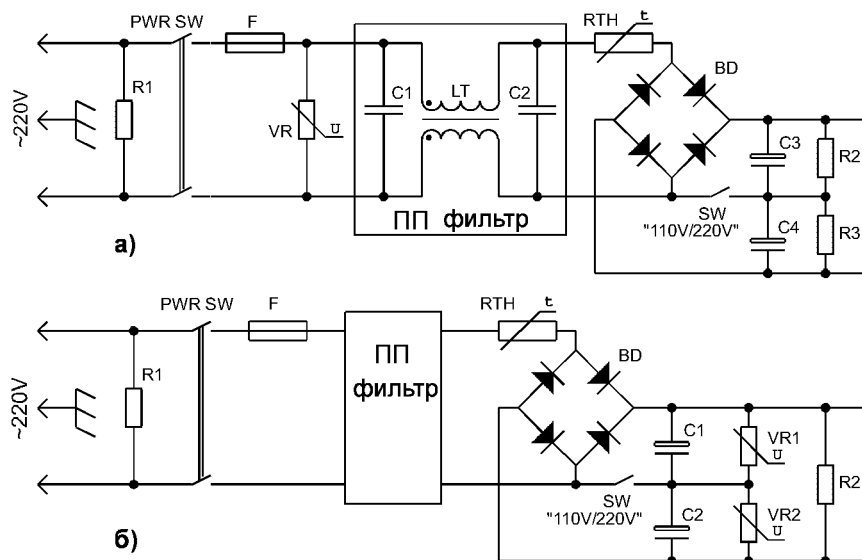 PWR SW
F
RTH
t
BD
R1
VR
U
C1
LT
C2
~220V
C3
R2
SW
"110V/220V"
C4
R3
ПП фильтр
а)
PWR SW
F
RTH
t
BD
ПП
фильтр
R1
~220V
C1
VR1
U
R2
SW
"110V/220V"
C2
VR2
U
б)